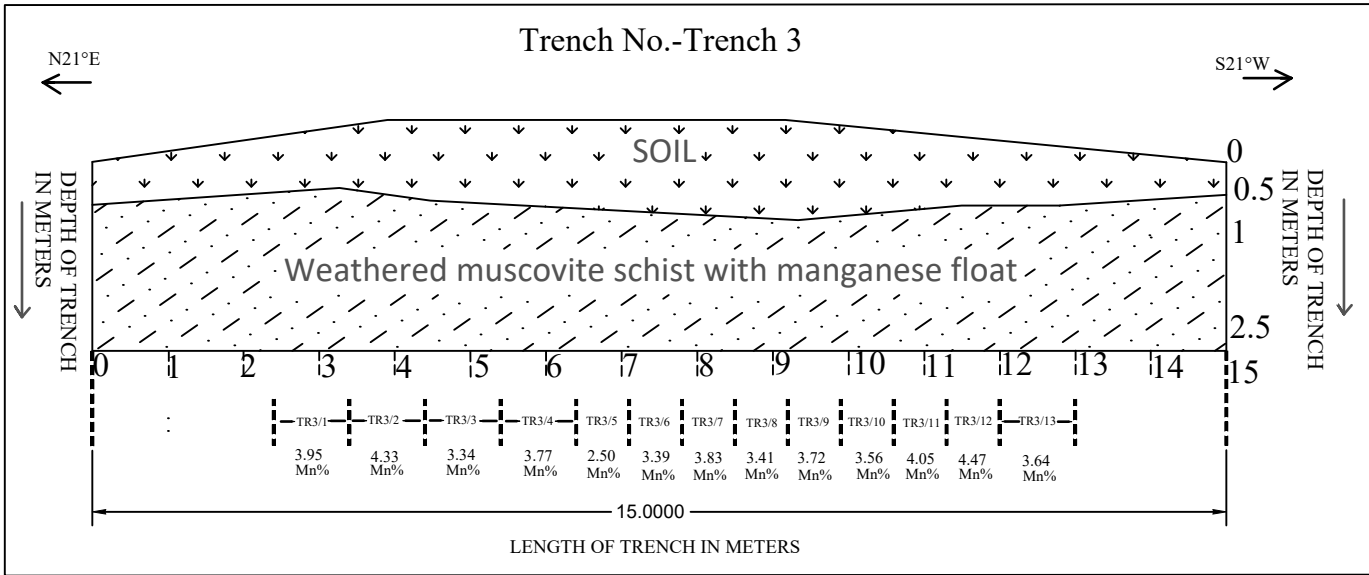 Trench No.-Trench 3
N21°E
S21°W
SOIL
0
0.5
1
2.5
DEPTH OF TRENCH
IN METERS
DEPTH OF TRENCH
IN METERS
Weathered muscovite schist with manganese float
0 1 2 3 4 5 6 7 8 9 10 11 12 13 14 15
TR3/1 TR3/2 TR3/3 TR3/4 TR3/5 TR3/6 TR3/7 TR3/8 TR3/9 TR3/10 TR3/11 TR3/12 TR3/13
3.95 4.33 3.34 3.77 2.50 3.39 3.83 3.41 3.72 3.56 4.05 4.47 3.64
Mn% Mn% Mn% Mn% Mn% Mn% Mn% Mn% Mn% Mn% Mn% Mn% Mn%
15.0000
LENGTH OF TRENCH IN METERS